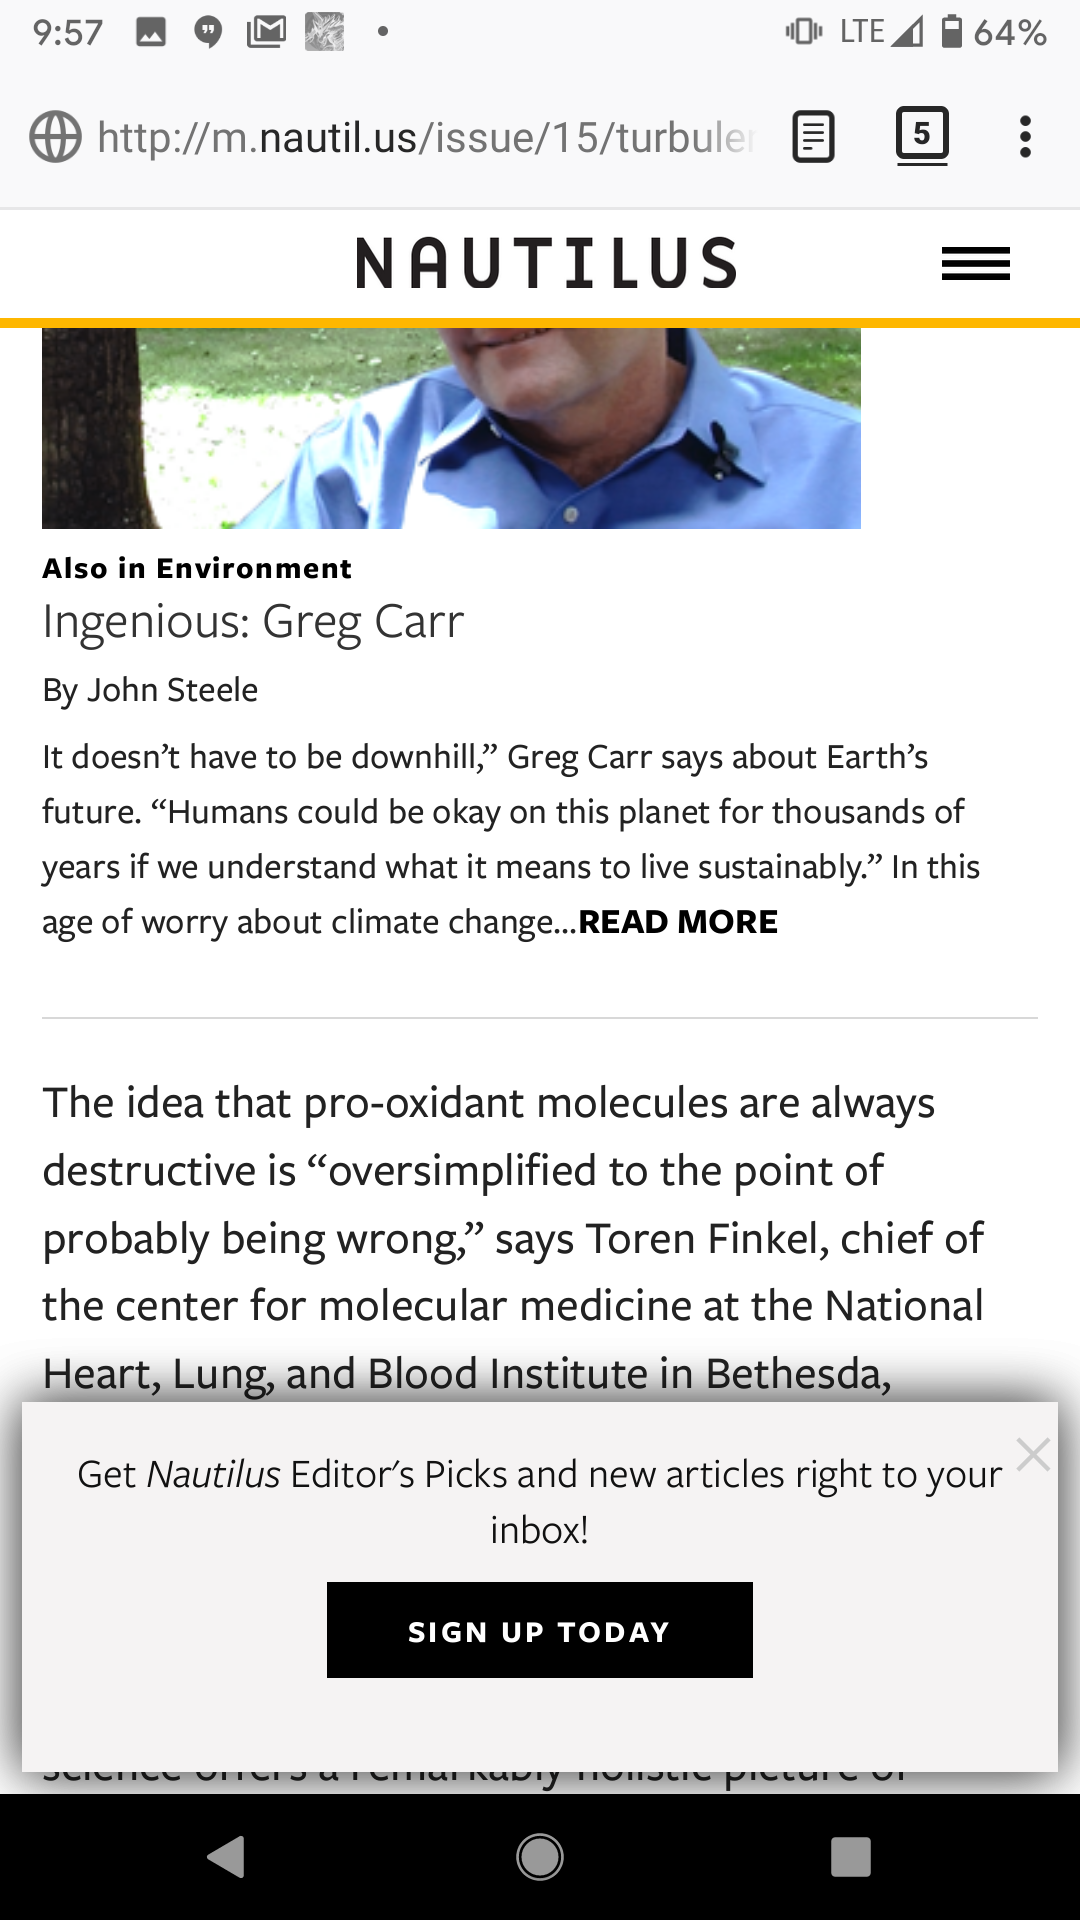 9:57
LTE
64%
http://m.nautil.us/issue/15/turbule
5
NAUTILUS
Also in Environment
Ingenious: Greg Carr
By John Steele
It doesn’t have to be downhill,” Greg Carr says about Earth’s
future. “Humans could be okay on this planet for thousands of
years if we understand what it means to live sustainably.” In this
age of worry about climate change...READ MORE
The idea that pro-oxidant molecules are always
destructive is “oversimplified to the point of
probably being wrong,” says Toren Finkel, chief of
the center for molecular medicine at the National
Heart, Lung, and Blood Institute in Bethesda,
Get Nautilus Editor's Picks and new articles right to your
inbox!
SIGN UP TODAY
science offers a remarkably holistic picture of